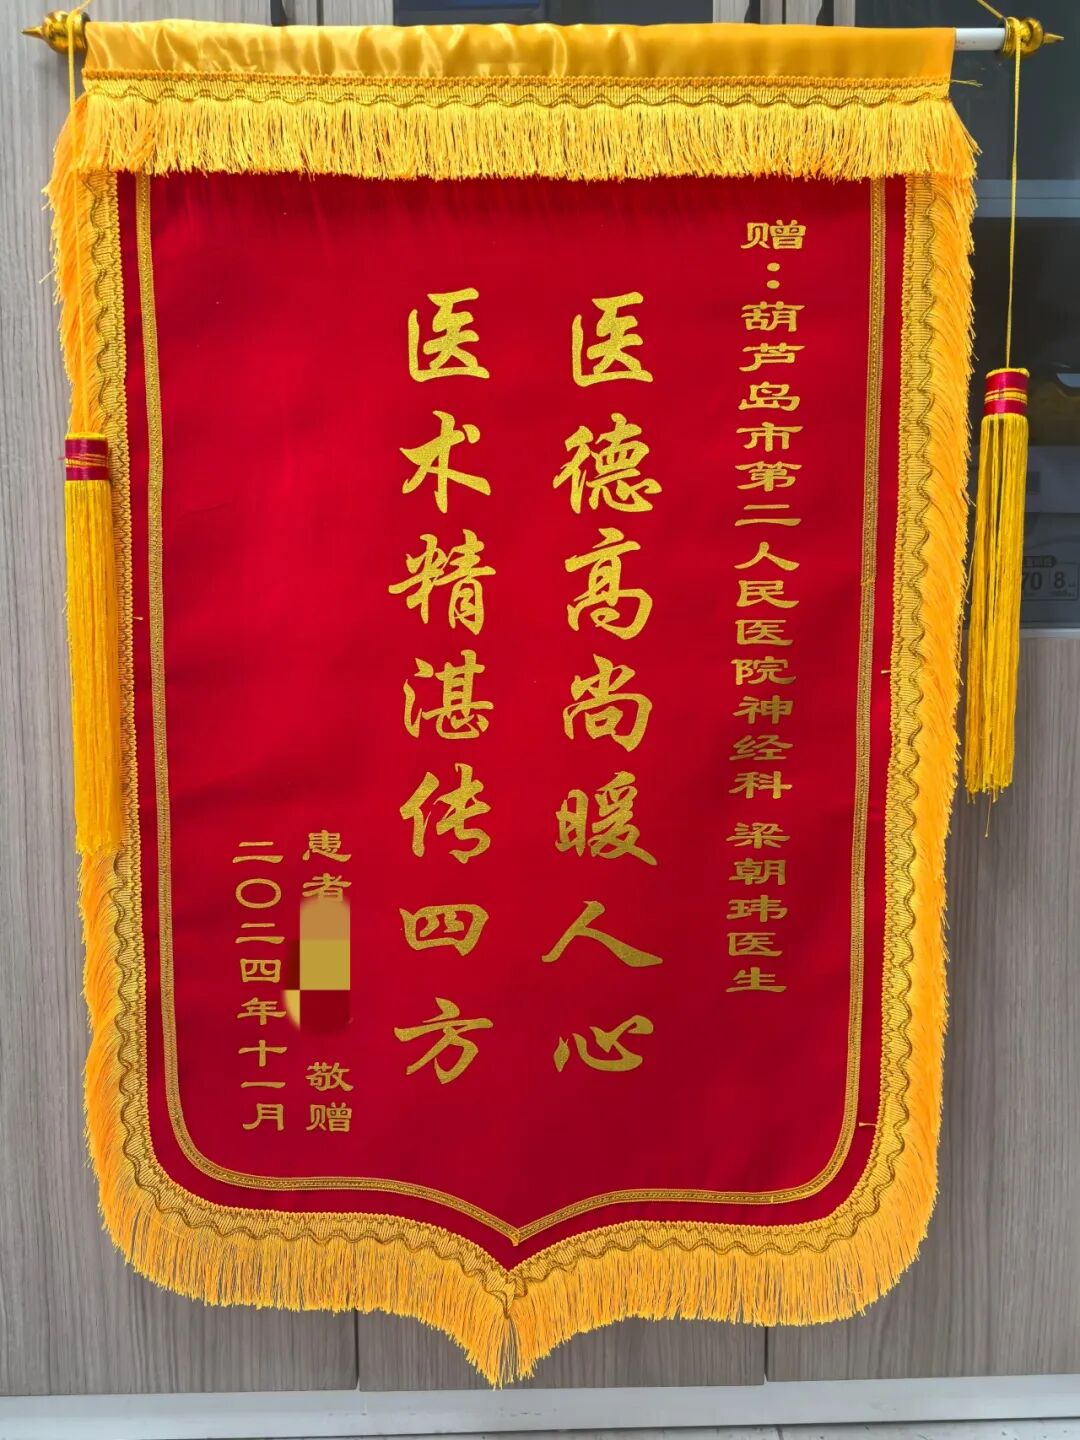 赠：葫芦岛市第二人民医院神经科 梁朝玮医生
医德高尚暖人心
医术精湛传四方
患者 敬赠
二〇二四年十一月
70 8